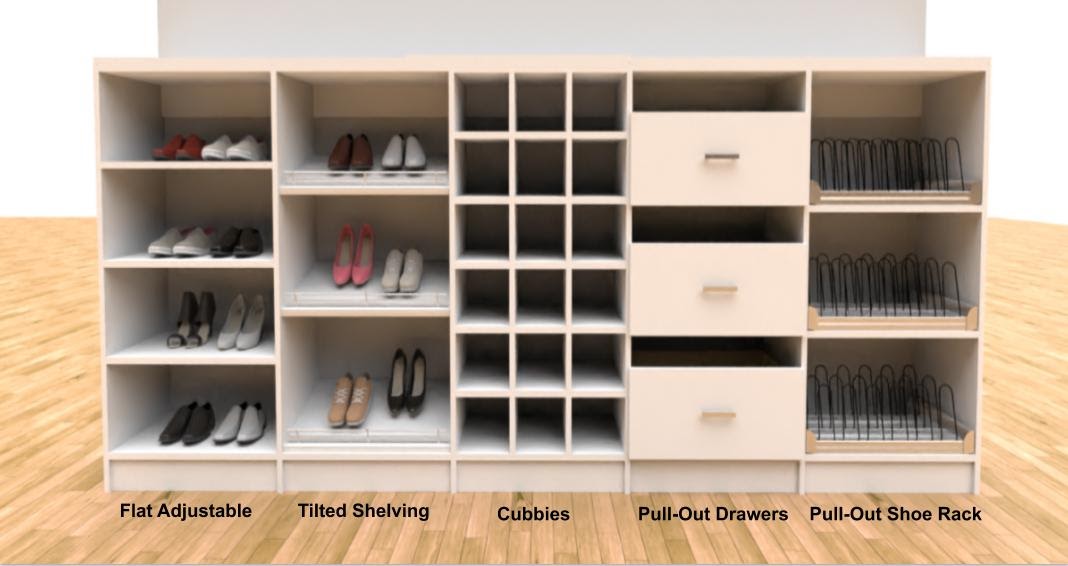 Flat Adjustable
Tilted Shelving
Cubbies
Pull-Out Drawers
Pull-Out Shoe Rack